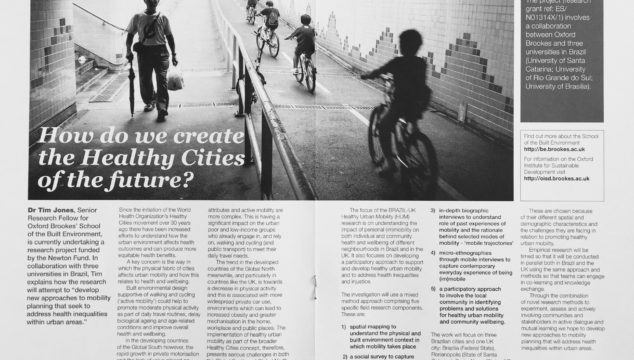 The project (research
grant ref: ES/
N01314X/1) involves
a collaboration
between Oxford
Brookes and three
universities in Brazil
(University of Santa
Catarina; University
of Rio Grande do Sul;
University of Brasilia).
Find out more about the School
of the Built Environment
http://be.brookes.ac.uk
For information on the Oxford
Institute for Sustainable
Development visit
http://oisd.brookes.ac.uk
How do we create
the Healthy Cities
of the future?
Dr Tim Jones, Senior
Research Fellow for
Oxford Brookes' School
of the Built Environment,
is currently undertaking a
research project funded
by the Newton Fund. In
collaboration with three
universities in Brazil, Tim
explains how the research
will attempt to "develop
new approaches to mobility
planning that seek to
address health inequalities
within urban areas."
Since the initiation of the World
Health Organization's Healthy
Cities movement over 30 years
ago there have been increased
efforts to understand how the
urban environment affects health
outcomes and can produce more
equitable health benefits.
A key concern is the way in
which the physical fabric of cities
affects urban mobility and how this
relates to health and wellbeing.
Built environmental design
supportive of walking and cycling
('active mobility') could help to
promote moderate physical activity
as part of daily travel routines, delay
biological ageing and age-related
conditions and improve overall
health and wellbeing.
In the developing countries
of the Global South however, the
rapid growth in private motorisation
attributes and active mobility are
more complex. This is having a
significant impact on the urban
poor and low-income groups
who already engage in, and rely
on, walking and cycling (and
public transport) to meet their
daily travel needs.
The trend in the developed
countries of the Global North
meanwhile, and particularly in
countries like the UK, is towards
a decrease in physical activity
and this is associated with more
widespread private car use,
environments which can lead to
increased obesity and greater
mechanisation in the home,
workplace and public places. The
implementation of healthy urban
mobility as part of the broader
Healthy Cities concept, therefore,
presents serious challenges in both
The focus of the BRAZIL-UK
Healthy Urban Mobility (HUM)
research is on understanding the
impact of personal (im)mobility on
both individual and community
health and wellbeing of different
neighbourhoods in Brazil and in the
UK. It also focuses on developing
a participatory approach to support
and develop healthy urban mobility
and to address health inequalities
and injustices.
The investigation will use a mixed
method approach comprising five
specific field research components.
These are:
1) spatial mapping to
understand the physical and
built environment context in
which mobility takes place
2) a social survey to capture
3) in-depth biographic
interviews to understand
role of past experiences of
mobility and the rationale
behind selected modes of
mobility - 'mobile trajectories'
4) micro-ethnographies
through mobile interviews to
capture contemporary
everyday experience of being
(im)mobile
5) a participatory approach
to involve the local
community in identifying
problems and solutions
for healthy urban mobility
and community wellbeing.
The work will focus on three
Brazilian cities and one UK
city: Brasília (Federal State),
Florianópolis (State of Santa
These are chosen because
of their different spatial and
demographic characteristics
and the challenges they are
facing in relation to promoting healthy
urban mobility.
Empirical research will be
timed so that it will be conducted
in parallel both in Brazil and the
UK using the same approach and
methods so that teams can engage
in co-learning and knowledge
exchange.
Through the combination
of novel research methods to
experiment, assess and actively
involving communities and
stakeholders in active dialogue and
mutual learning we hope to develop
new approaches to mobility
planning that will address health
inequalities within urban areas.